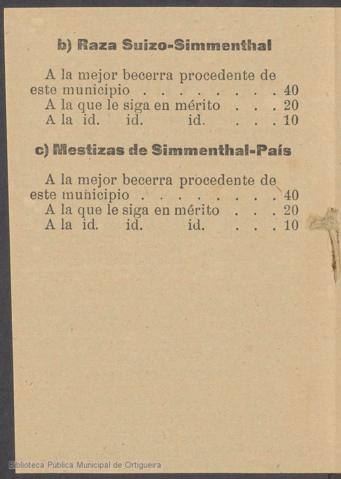 b) Raza Suizo-Simmenthal
A la mejor becerra procedente de
este municipio . . . . . . . . 40
A la que le siga en mérito . . . 20
A la id. id. id. . . . 10
c) Mestizas de Simmenthal-País
A la mejor becerra procedente de
este municipio . . . . . . . . 40
A la que le siga en mérito . . . 20
A la id. id. id. . . . 10
Biblioteca Pública Municipal de Ortigueira